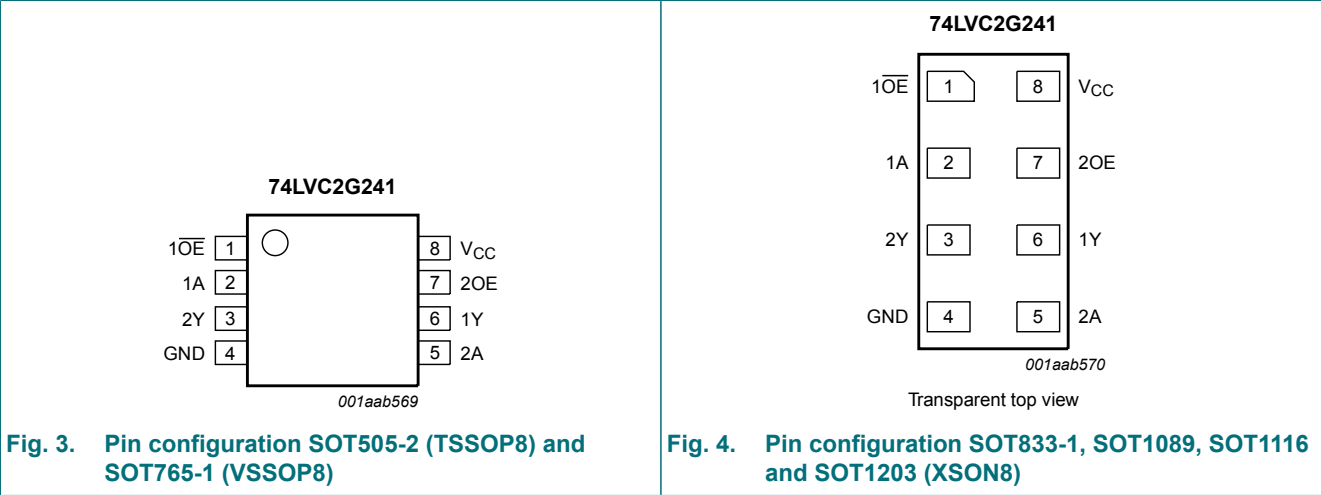 74LVC2G241
1O̅E̅ 1 8 VCC
1A 2 7 2OE
2Y 3 6 1Y
GND 4 5 2A
001aab569
Fig. 3. Pin configuration SOT505-2 (TSSOP8) and
SOT765-1 (VSSOP8)
74LVC2G241
1O̅E̅ 1 8 VCC
1A 2 7 2OE
2Y 3 6 1Y
GND 4 5 2A
001aab570
Transparent top view
Fig. 4. Pin configuration SOT833-1, SOT1089, SOT1116
and SOT1203 (XSON8)